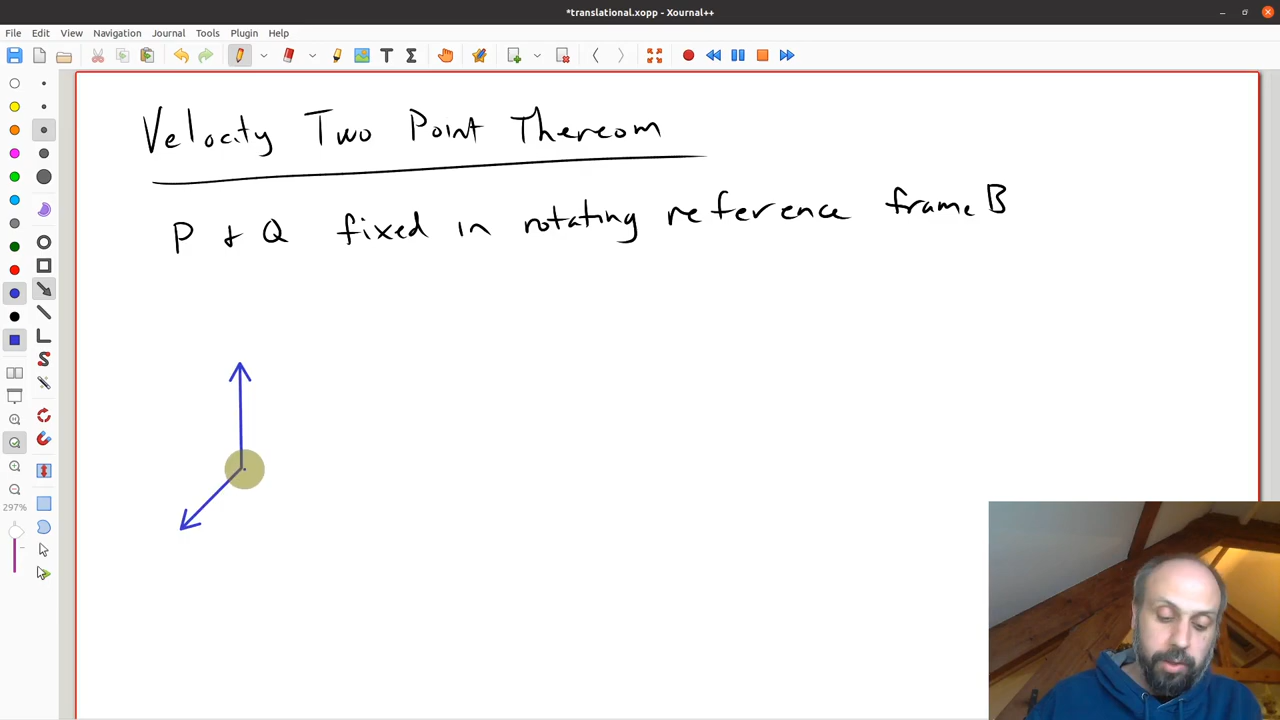 *translational.xopp - Xournal++
File Edit View Navigation Journal Tools Plugin Help
Velocity Two Point Thereom
P & Q fixed in rotating reference frame B
297%